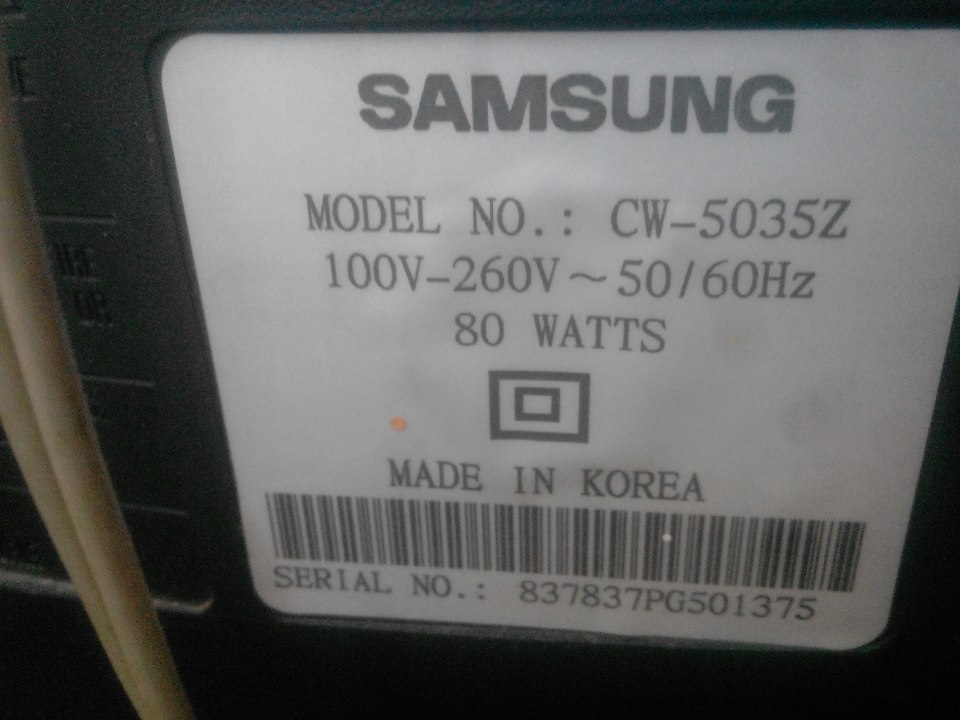 SAMSUNG
MODEL NO.: CW-5035Z
100V-260V~50/60Hz
80 WATTS
MADE IN KOREA
SERIAL NO.: 837837PG501375